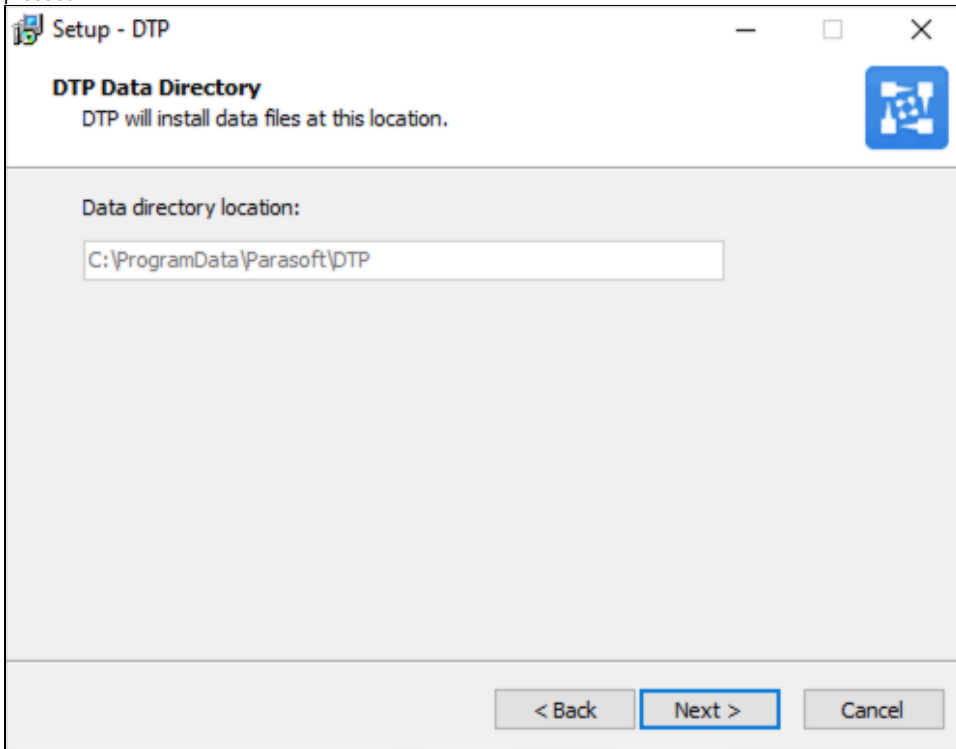 Setup - DTP
DTP Data Directory
DTP will install data files at this location.
Data directory location:
C:\ProgramData\Parasoft\DTP
< Back
Next >
Cancel